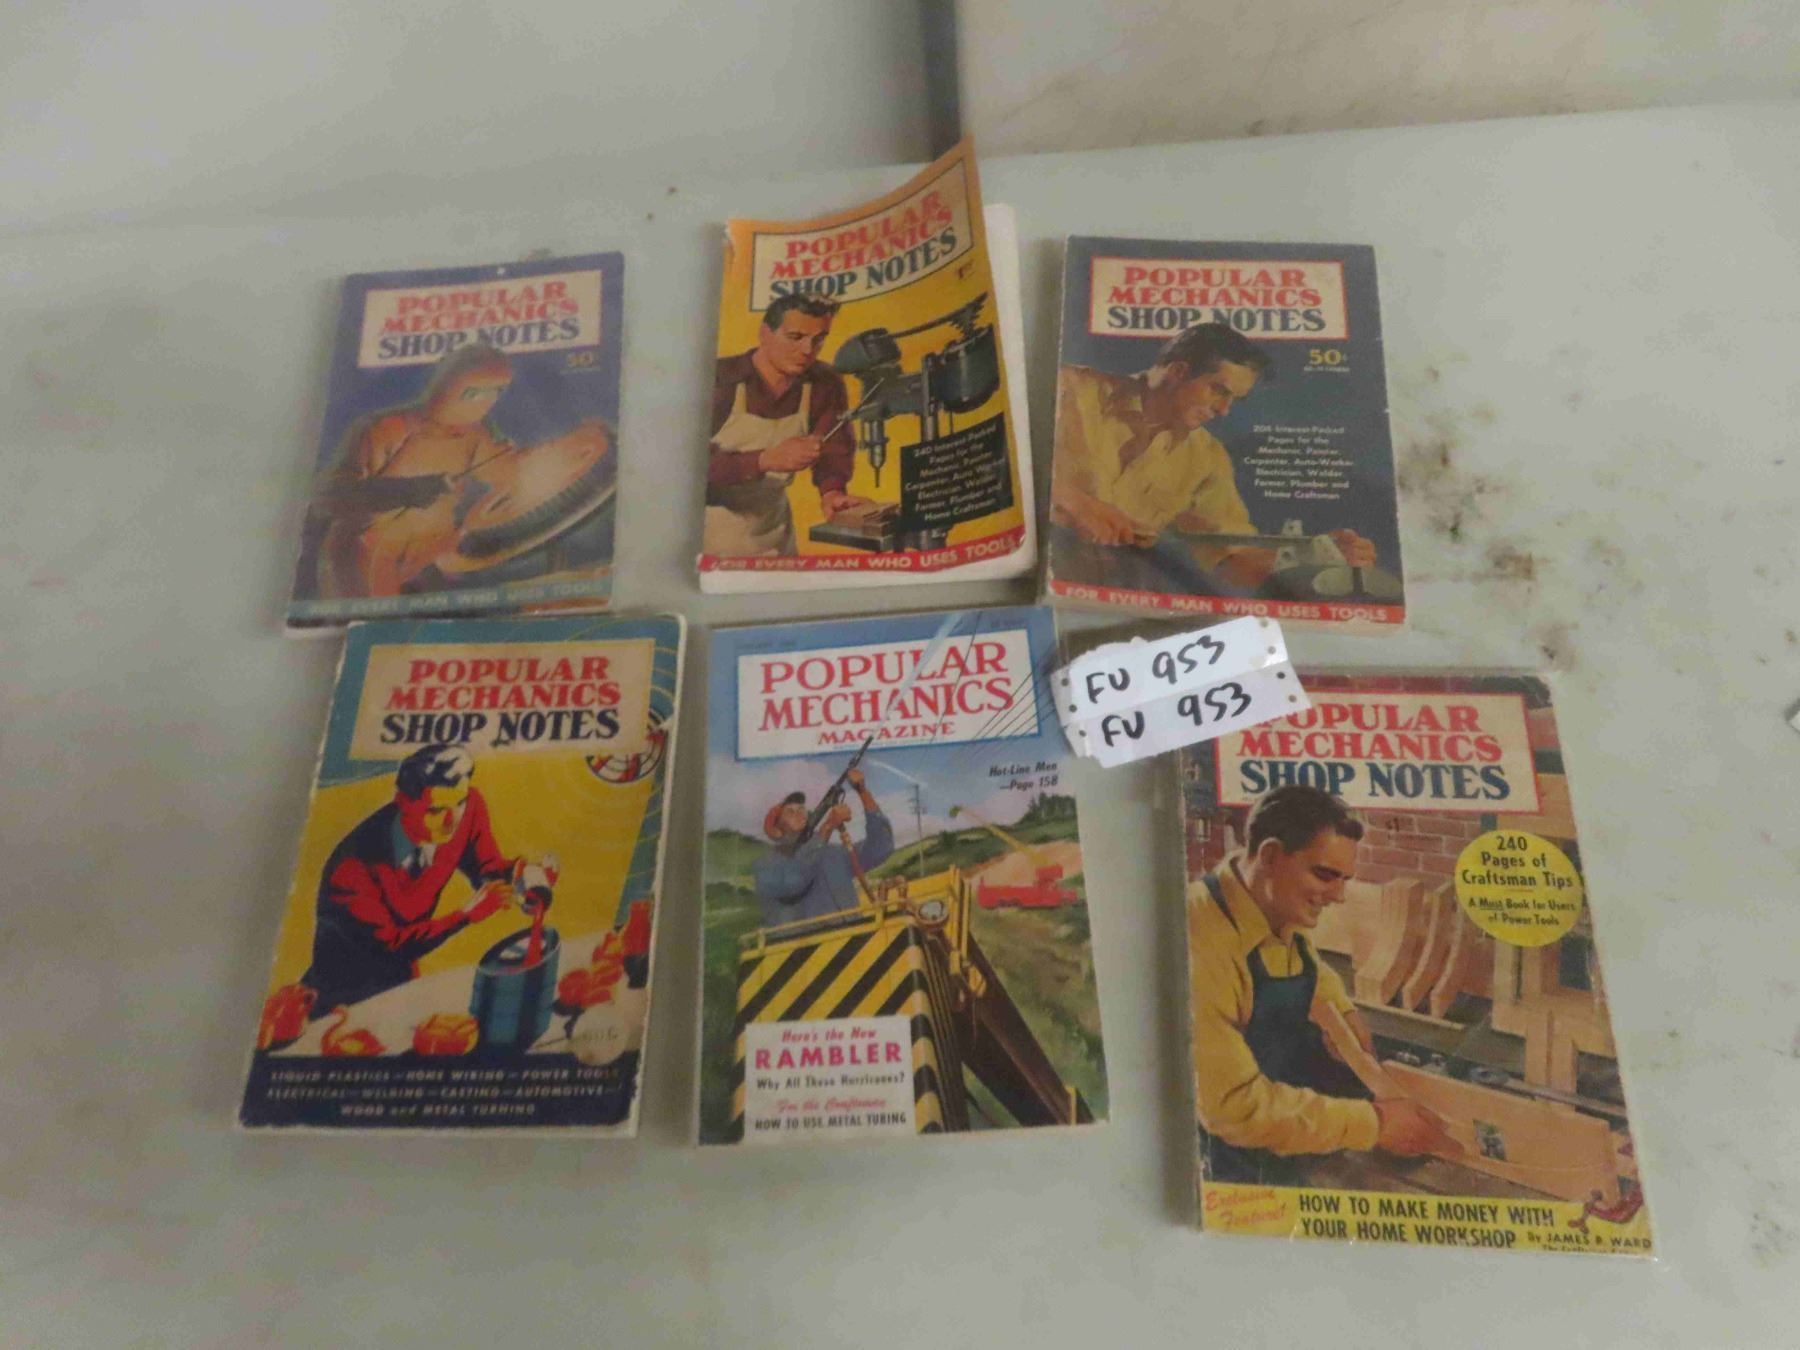 POPULAR
MECHANICS
SHOP NOTES
50¢
FOR EVERY MAN WHO USES TOOLS
POPULAR
MECHANICS
SHOP NOTES
240 Interest-Packed
Pages for the
Mechanic, Painter,
Carpenter, Auto-Worker,
Electrician, Welder,
Farmer, Plumber and
Home Craftsman
FOR EVERY MAN WHO USES TOOLS
POPULAR
MECHANICS
SHOP NOTES
50¢
204 Interest-Packed
Pages for the
Mechanic, Painter,
Carpenter, Auto-Worker,
Electrician, Welder,
Farmer, Plumber and
Home Craftsman
FOR EVERY MAN WHO USES TOOLS
POPULAR
MECHANICS
SHOP NOTES
LIQUID PLASTICS — HOME WIRING — POWER TOOLS
ELECTRICAL — WELDING — CASTING — AUTOMOTIVE —
WOOD and METAL TURNING
POPULAR
MECHANICS
MAGAZINE
Hot-Line Men
—Page 158
Here's the New
RAMBLER
Why All These Hurricanes?
For the Craftsman
HOW TO USE METAL TUBING
FU 953
FU 953
POPULAR
MECHANICS
SHOP NOTES
240
Pages of
Craftsman Tips
A Must Book for Users
of Power Tools
Exclusive
Feature!
HOW TO MAKE MONEY WITH
YOUR HOME WORKSHOP By JAMES R. WARD